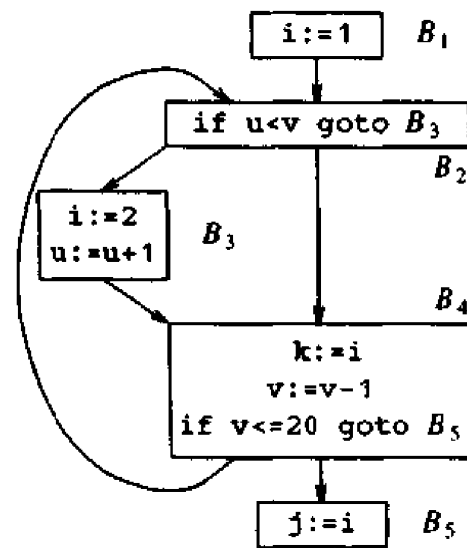 i:=1 B₁
if u<v goto B₃
B₂
i:=2
u:=u+1
B₃
B₄
k:=i
v:=v-1
if v<=20 goto B₅
j:=i B₅